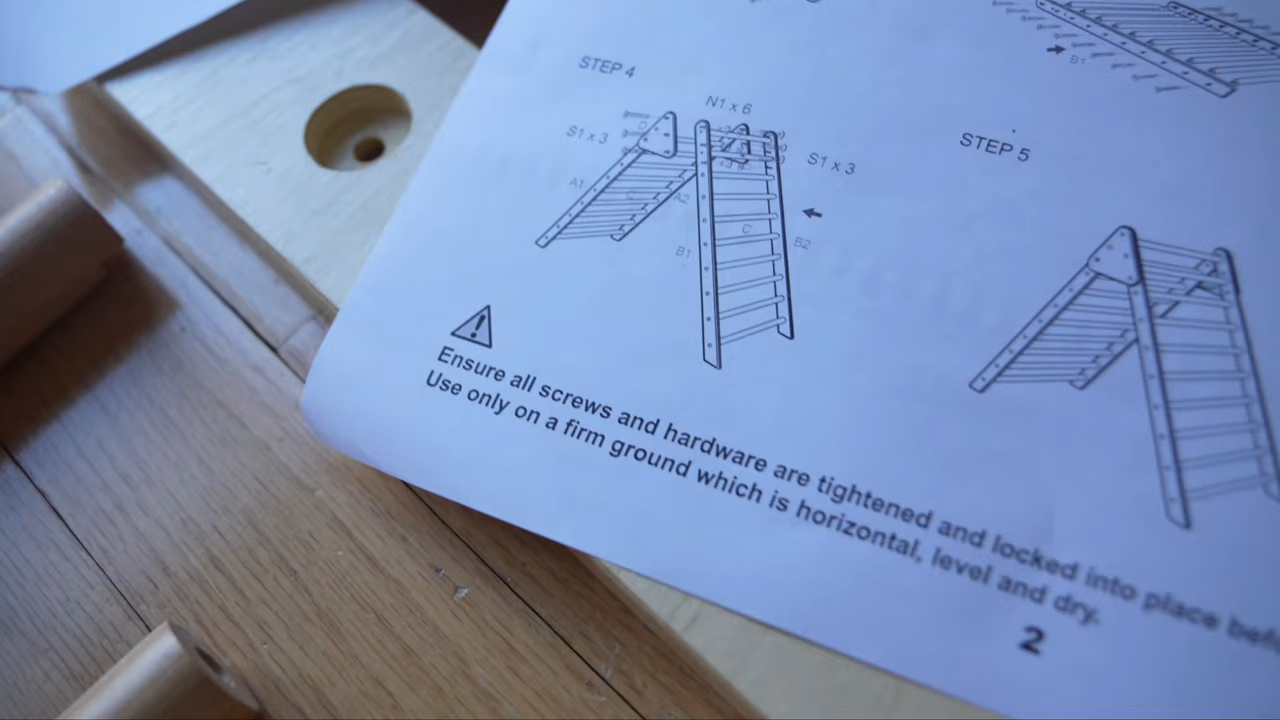 B1
STEP 4
N1 x 6
S1 x 3
S1 x 3
STEP 5
A1
C
A2
C
B1
B2
Ensure all screws and hardware are tightened and locked into place
Use only on a firm ground which is horizontal, level and dry.
2